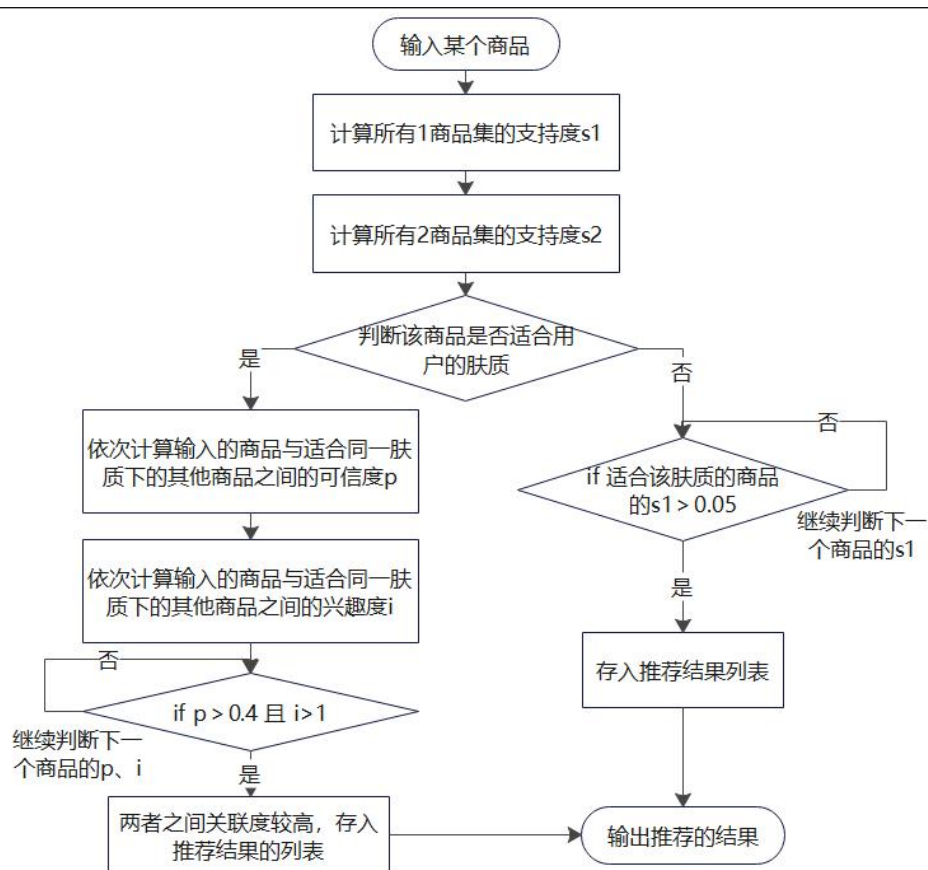 输入某个商品
计算所有1商品集的支持度s1
计算所有2商品集的支持度s2
判断该商品是否适合用
户的肤质
是
否
依次计算输入的商品与适合同一肤
质下的其他商品之间的可信度p
否
if 适合该肤质的商品
的s1>0.05
继续判断下一
个商品的s1
依次计算输入的商品与适合同一肤
质下的其他商品之间的兴趣度i
是
否
存入推荐结果列表
if p>0.4 且 i>1
继续判断下一
个商品的p、i
是
两者之间关联度较高，存入
推荐结果的列表
输出推荐的结果